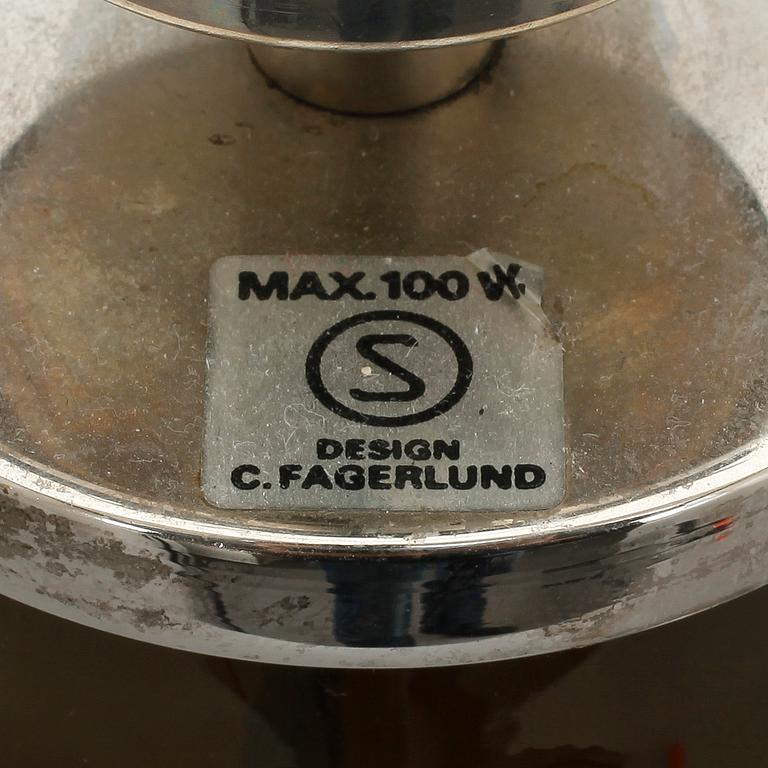 MAX. 100 W.
S
DESIGN
C. FAGERLUND